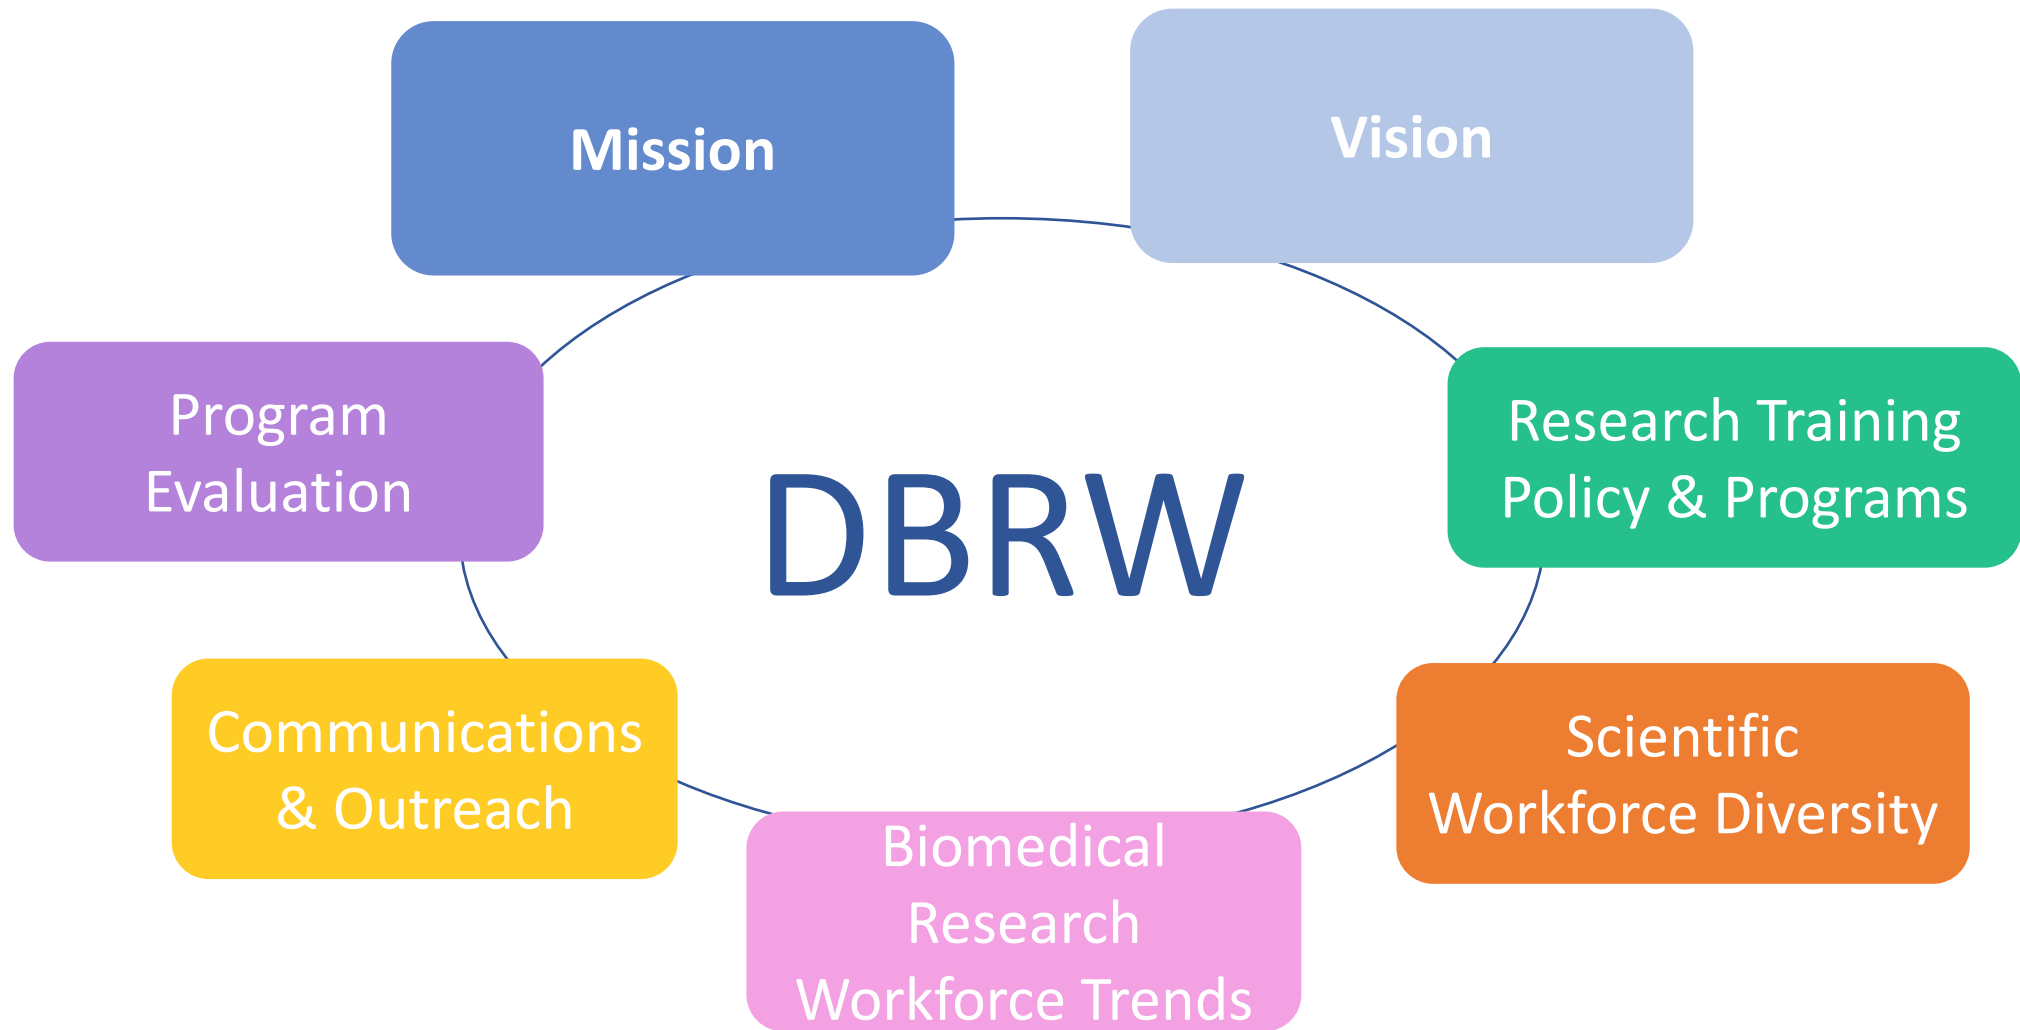 Mission
Vision
Program
Evaluation
DBRW
Research Training
Policy & Programs
Communications
& Outreach
Scientific
Workforce Diversity
Biomedical
Research
Workforce Trends